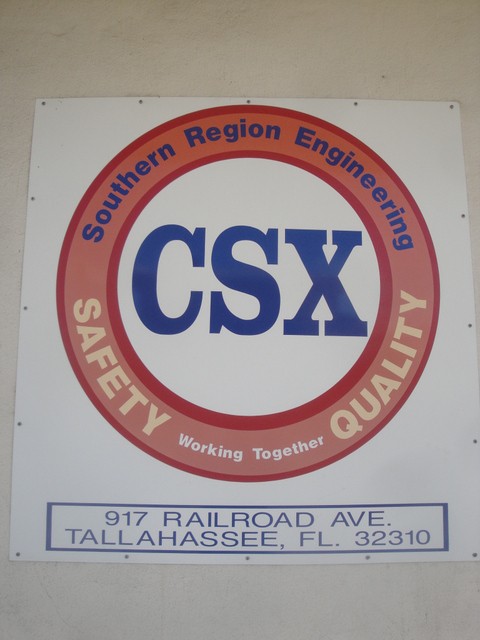 Southern Region Engineering
CSX
SAFETY
Working Together
QUALITY
917 RAILROAD AVE.
TALLAHASSEE, FL. 32310